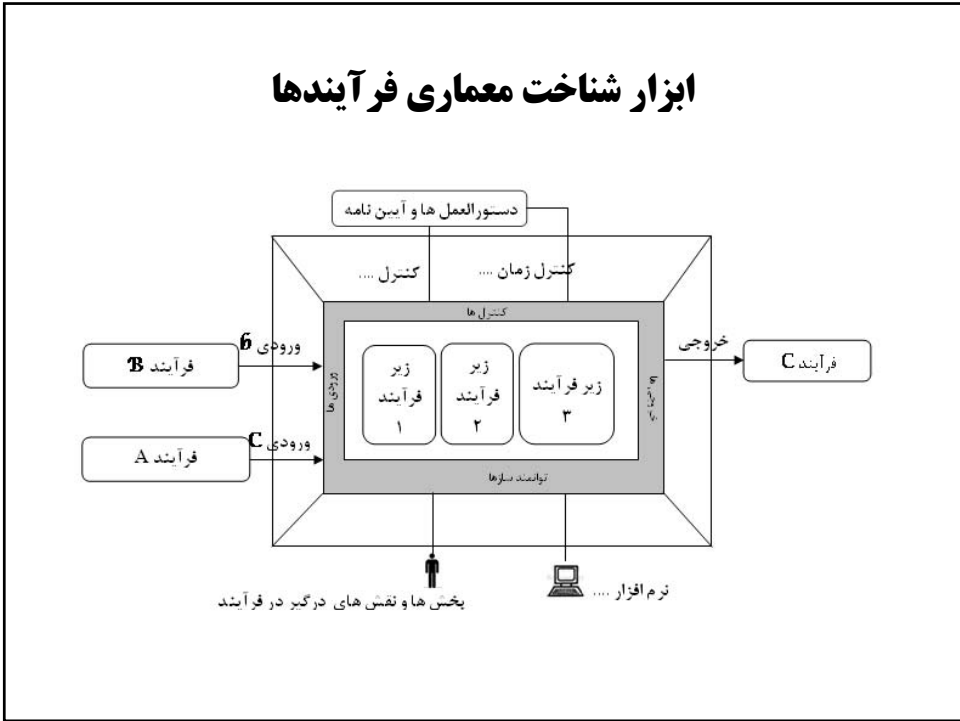 ابزار شناخت معماری فرآیندها
دستورالعمل ها و آیین نامه
کنترل ....
کنترل زمان ....
کنترل ها
ورودی b
فرآیند B
ورودی C
فرآیند A
ورودی ها
زیر
فرآیند
۱
زیر
فرآیند
۲
زیر فرآیند
۳
خروجی ها
خروجی
فرآیند C
توانمند سازها
بخش ها و نقش های درگیر در فرآیند
نرم افزار ....